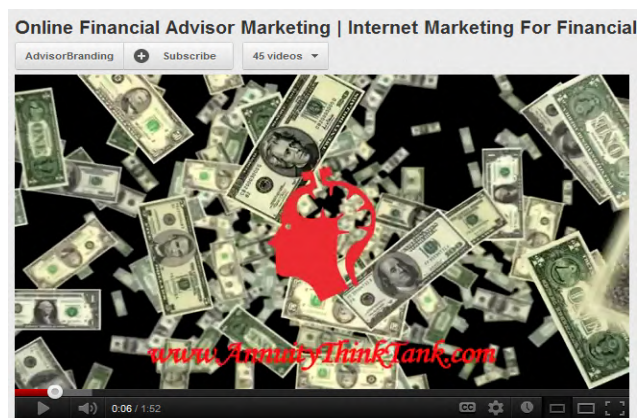 Online Financial Advisor Marketing | Internet Marketing For Financial
AdvisorBranding
Subscribe
45 videos
www.AnnuityThinkTank.com
0:06 / 1:52
CC